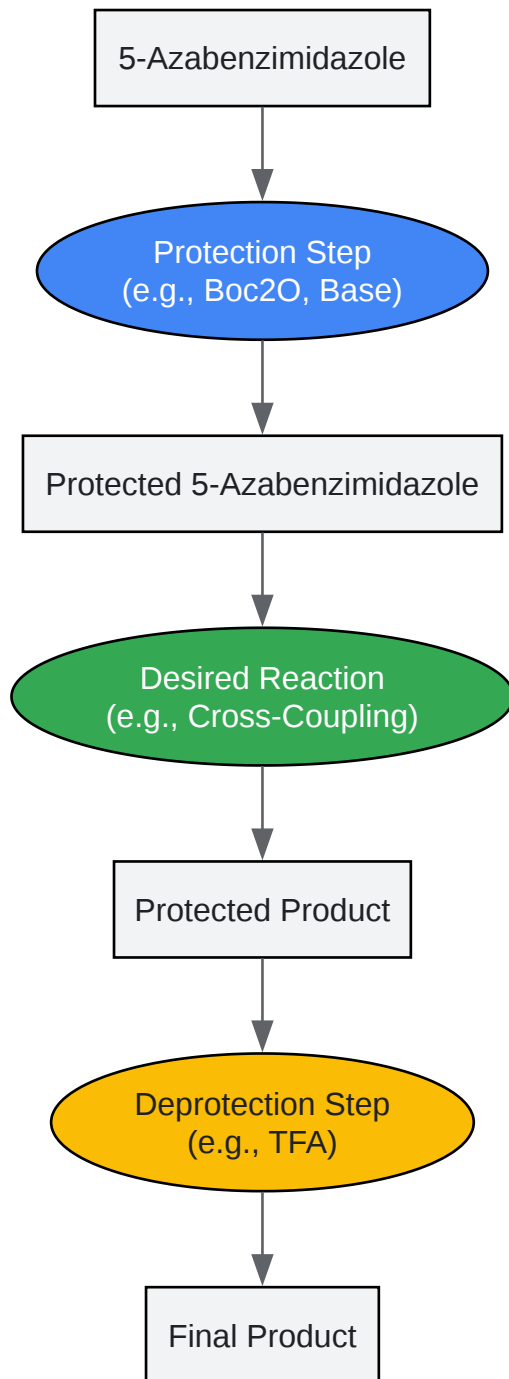 5-Azabenzimidazole
Protection Step
(e.g., Boc2O, Base)
Protected 5-Azabenzimidazole
Desired Reaction
(e.g., Cross-Coupling)
Protected Product
Deprotection Step
(e.g., TFA)
Final Product